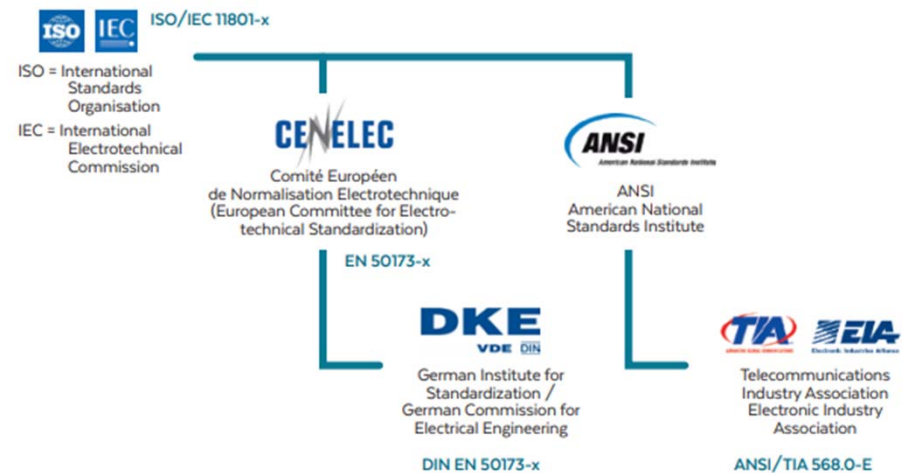 ISO IEC ISO/IEC 11801-x
ISO = International
Standards
Organisation
IEC = International
Electrotechnical
Commission
CENELEC
Comité Européen
de Normalisation Electrotechnique
(European Committee for Electro-
technical Standardization)
EN 50173-x
ANSI
American National Standards Institute
ANSI
American National
Standards Institute
DKE
VDE DIN
German Institute for
Standardization /
German Commission for
Electrical Engineering
DIN EN 50173-x
TIA EIA
Electronic Industries Alliance
Telecommunications
Industry Association
Electronic Industry
Association
ANSI/TIA 568.0-E